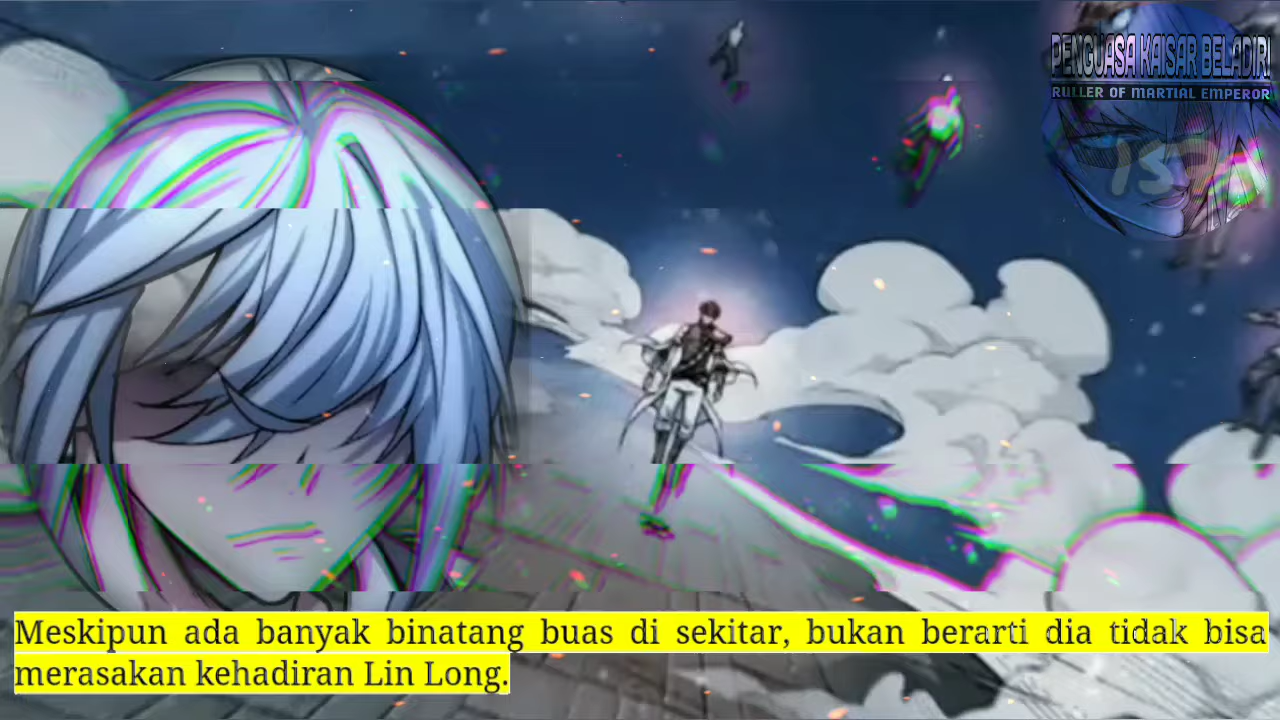 PENGUASA KAISAR BELADIRI
RULLER OF MARTIAL EMPEROR
Meskipun ada banyak binatang buas di sekitar, bukan berarti dia tidak bisa
merasakan kehadiran Lin Long.